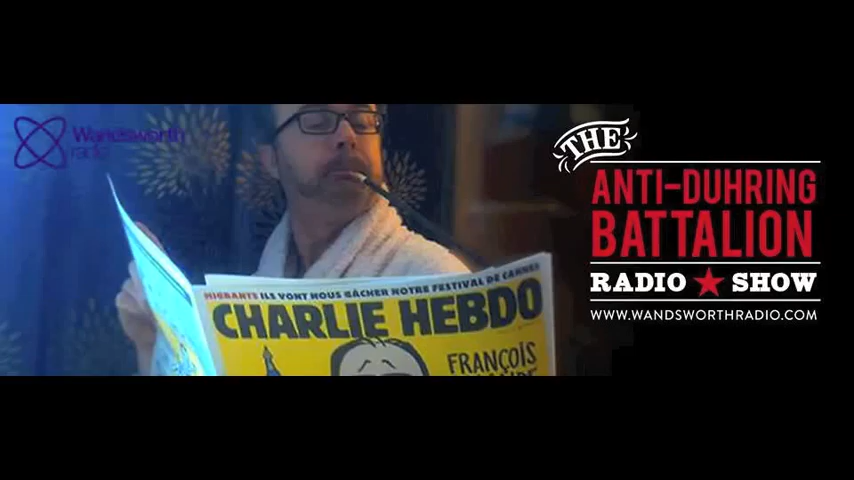 Wandsworth
radio
MIGRANTS ILS VONT NOUS GÂCHER NOTRE FESTIVAL DE CANNES
CHARLIE HEBDO
FRANÇOIS
THE
ANTI-DUHRING
BATTALION
RADIO ★ SHOW
WWW.WANDSWORTHRADIO.COM